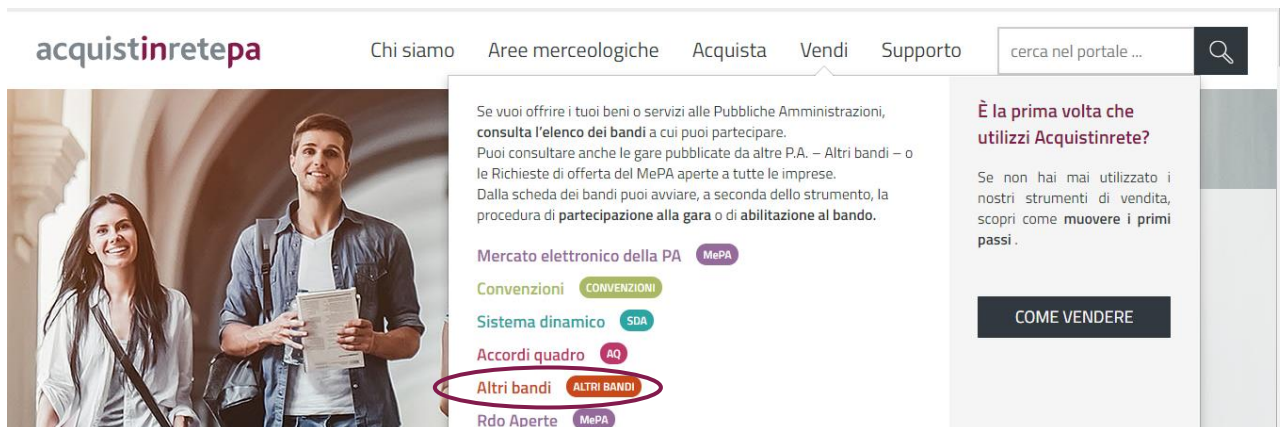 acquistinretepa
Chi siamo Aree merceologiche Acquista Vendi Supporto
cerca nel portale ...
Se vuoi offrire i tuoi beni o servizi alle Pubbliche Amministrazioni,
consulta l'elenco dei bandi a cui puoi partecipare.
Puoi consultare anche le gare pubblicate da altre P.A. – Altri bandi – o
le Richieste di offerta del MePA aperte a tutte le imprese.
Dalla scheda dei bandi puoi avviare, a seconda dello strumento, la
procedura di partecipazione alla gara o di abilitazione al bando.
Mercato elettronico della PA MePA
Convenzioni CONVENZIONI
Sistema dinamico SDA
Accordi quadro AQ
Altri bandi ALTRI BANDI
Rdo Aperte MePA
È la prima volta che
utilizzi Acquistinrete?
Se non hai mai utilizzato i
nostri strumenti di vendita,
scopri come muovere i primi
passi .
COME VENDERE